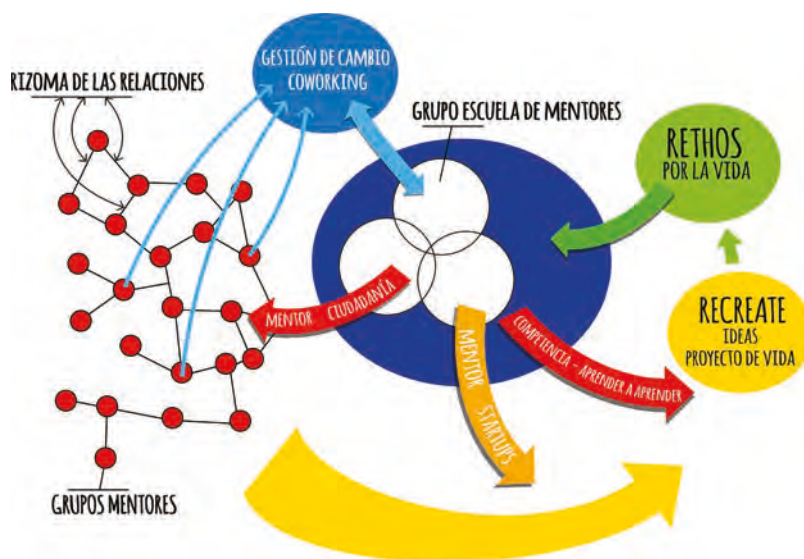 GESTIÓN DE CAMBIO
COWORKING
RIZOMA DE LAS RELACIONES
GRUPO ESCUELA DE MENTORES
RETHOS
POR LA VIDA
MENTOR CIUDADANÍA
MENTOR STARTUPS
COMPETENCIA - APRENDER A APRENDER
RECREATE
IDEAS
PROYECTO DE VIDA
GRUPOS MENTORES